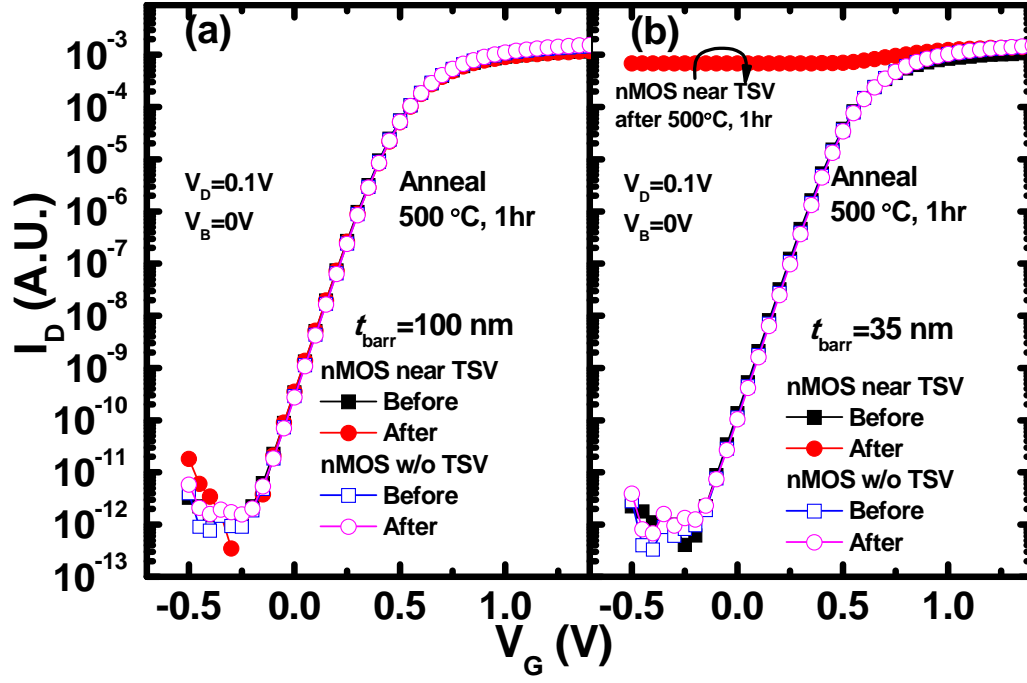 (a)
(b)
10⁻³
10⁻⁴
10⁻⁵
10⁻⁶
10⁻⁷
10⁻⁸
10⁻⁹
10⁻¹⁰
10⁻¹¹
10⁻¹²
10⁻¹³
I_D (A.U.)
V_D=0.1V
V_B=0V
Anneal
500 °C, 1hr
t_barr=100 nm
nMOS near TSV
Before
After
nMOS w/o TSV
Before
After
nMOS near TSV
after 500°C, 1hr
V_D=0.1V
V_B=0V
Anneal
500 °C, 1hr
t_barr=35 nm
nMOS near TSV
Before
After
nMOS w/o TSV
Before
After
-0.5 0.0 0.5 1.0 -0.5 0.0 0.5 1.0
V_G (V)